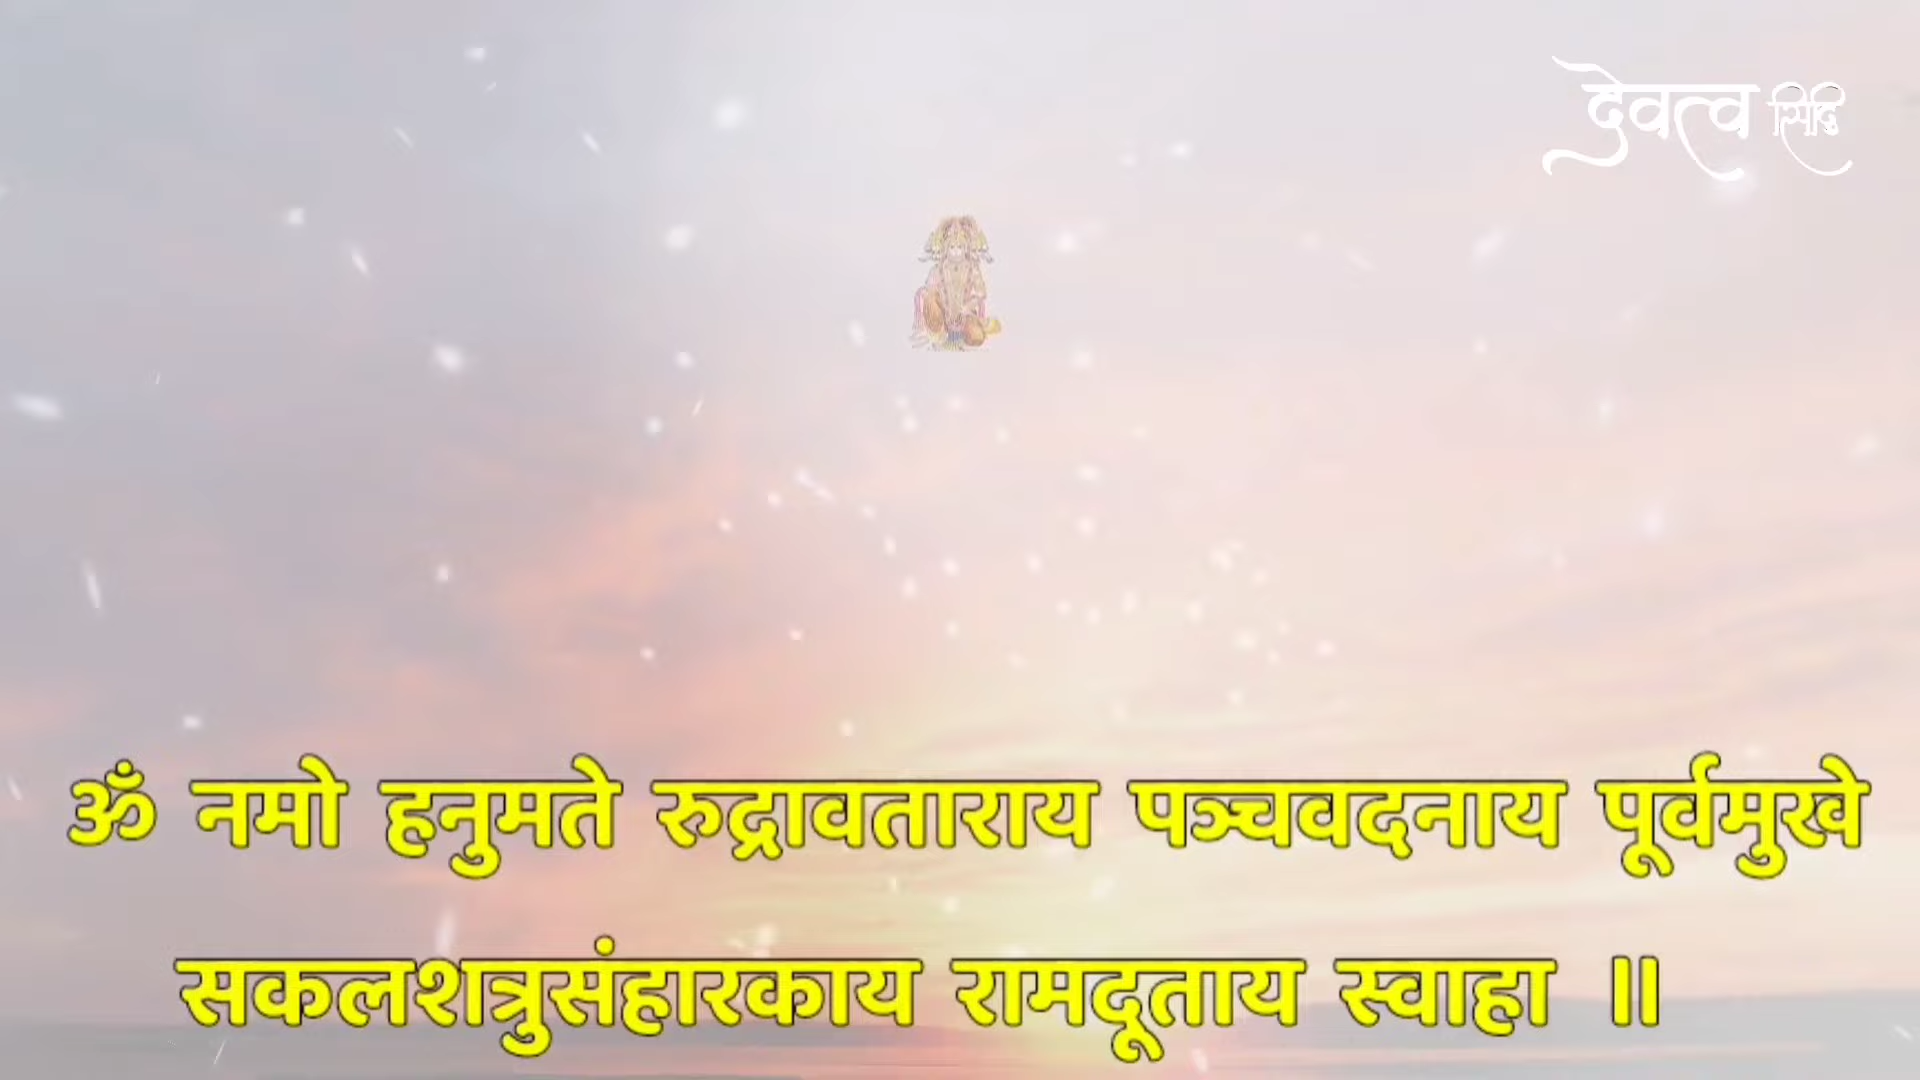 देवत्व सिद्धि
ॐ नमो हनुमते रुद्रावताराय पञ्चवदनाय पूर्वमुखे
सकलशत्रुसंहारकाय रामदूताय स्वाहा ॥